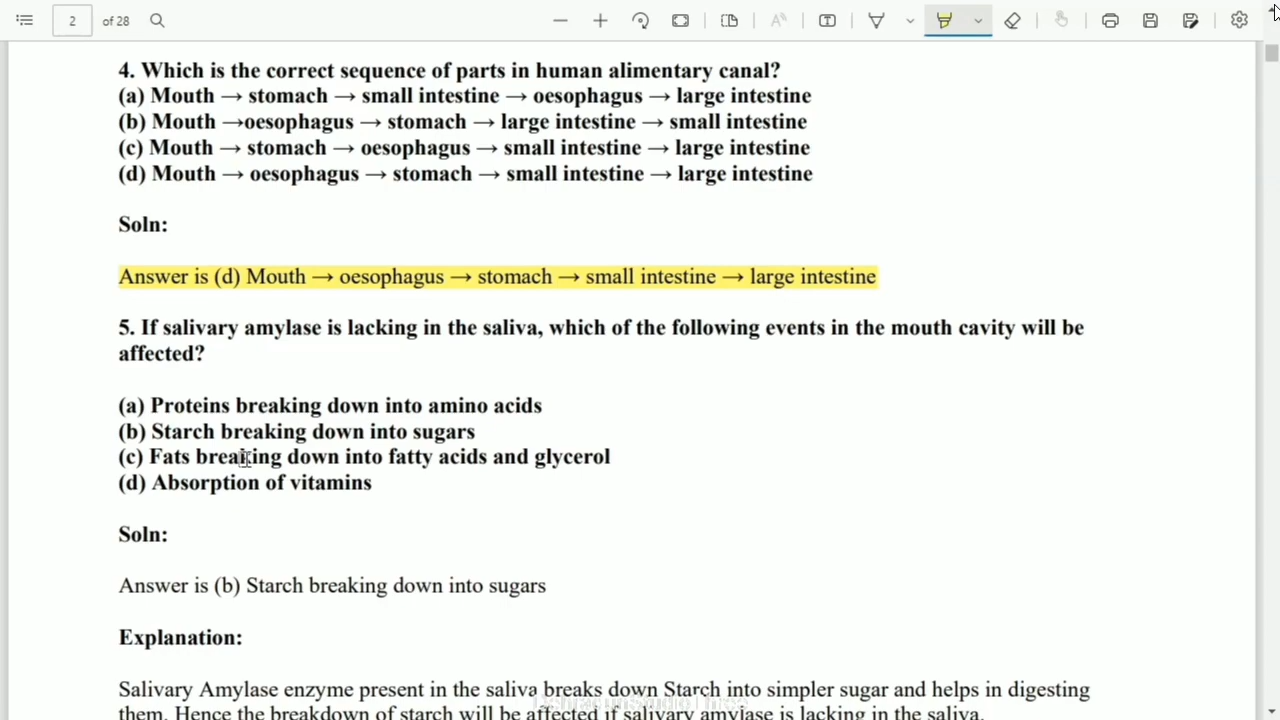 2 of 28
4. Which is the correct sequence of parts in human alimentary canal?
(a) Mouth → stomach → small intestine → oesophagus → large intestine
(b) Mouth →oesophagus → stomach → large intestine → small intestine
(c) Mouth → stomach → oesophagus → small intestine → large intestine
(d) Mouth → oesophagus → stomach → small intestine → large intestine
Soln:
Answer is (d) Mouth → oesophagus → stomach → small intestine → large intestine
5. If salivary amylase is lacking in the saliva, which of the following events in the mouth cavity will be
affected?
(a) Proteins breaking down into amino acids
(b) Starch breaking down into sugars
(c) Fats breaking down into fatty acids and glycerol
(d) Absorption of vitamins
Soln:
Answer is (b) Starch breaking down into sugars
Explanation:
Salivary Amylase enzyme present in the saliva breaks down Starch into simpler sugar and helps in digesting
them. Hence the breakdown of starch will be affected if salivary amylase is lacking in the saliva.